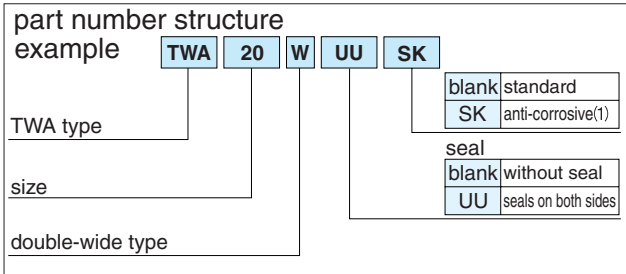 part number structure
example TWA 20 W UU SK
blank standard
SK anti-corrosive(1)
TWA type
seal
blank without seal
size
UU seals on both sides
double-wide type